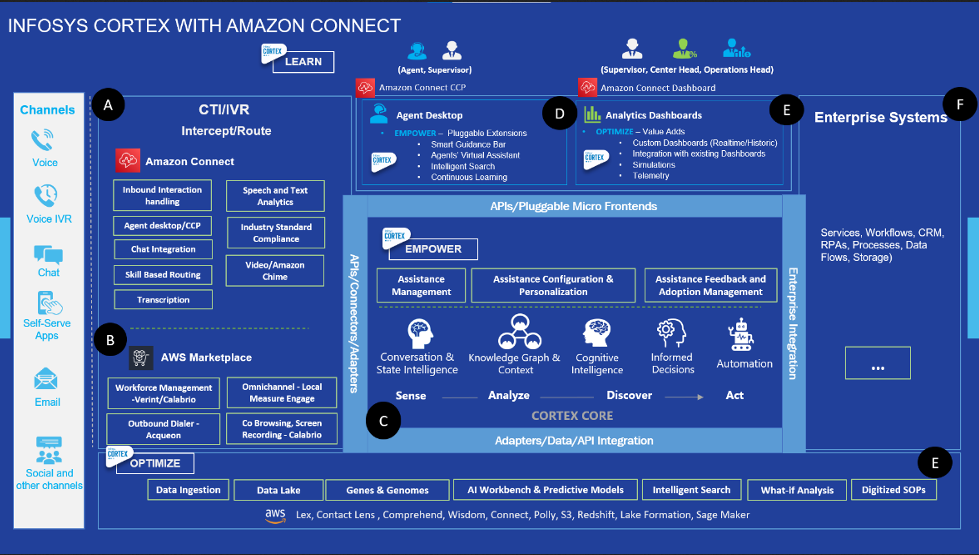 INFOSYS CORTEX WITH AMAZON CONNECT
CORTEX
LEARN
(Agent, Supervisor)
(Supervisor, Center Head, Operations Head)
Amazon Connect CCP
Amazon Connect Dashboard
Channels
Voice
Voice IVR
Chat
Self-Serve
Apps
Email
Social and
other channels
A
CTI/IVR
Intercept/Route
Amazon Connect
Inbound Interaction
handling
Agent desktop/CCP
Chat Integration
Skill Based Routing
Transcription
Speech and Text
Analytics
Industry Standard
Compliance
Video/Amazon
Chime
B
AWS Marketplace
Workforce Management
-Verint/Calabrio
Outbound Dialer -
Acqueon
Omnichannel - Local
Measure Engage
Co Browsing, Screen
Recording - Calabrio
D
Agent Desktop
• EMPOWER – Pluggable Extensions
CORTEX
• Smart Guidance Bar
• Agents' Virtual Assistant
• Intelligent Search
• Continuous Learning
E
Analytics Dashboards
• OPTIMIZE – Value Adds
CORTEX
• Custom Dashboards (Realtime/Historic)
• Integration with existing Dashboards
• Simulations
• Telemetry
F
Enterprise Systems
Services, Workflows, CRM,
RPAs, Processes, Data
Flows, Storage)
...
APIs/Pluggable Micro Frontends
APIs/Connectors/Adapters
Enterprise Integration
CORTEX
EMPOWER
Assistance
Management
Assistance Configuration &
Personalization
Assistance Feedback and
Adoption Management
Conversation &
State Intelligence
Knowledge Graph &
Context
Cognitive
Intelligence
Informed
Decisions
Automation
Sense
Analyze
Discover
Act
C
CORTEX CORE
Adapters/Data/API Integration
CORTEX
OPTIMIZE
E
Data Ingestion
Data Lake
Genes & Genomes
AI Workbench & Predictive Models
Intelligent Search
What-if Analysis
Digitized SOPs
aws
Lex, Contact Lens , Comprehend, Wisdom, Connect, Polly, S3, Redshift, Lake Formation, Sage Maker